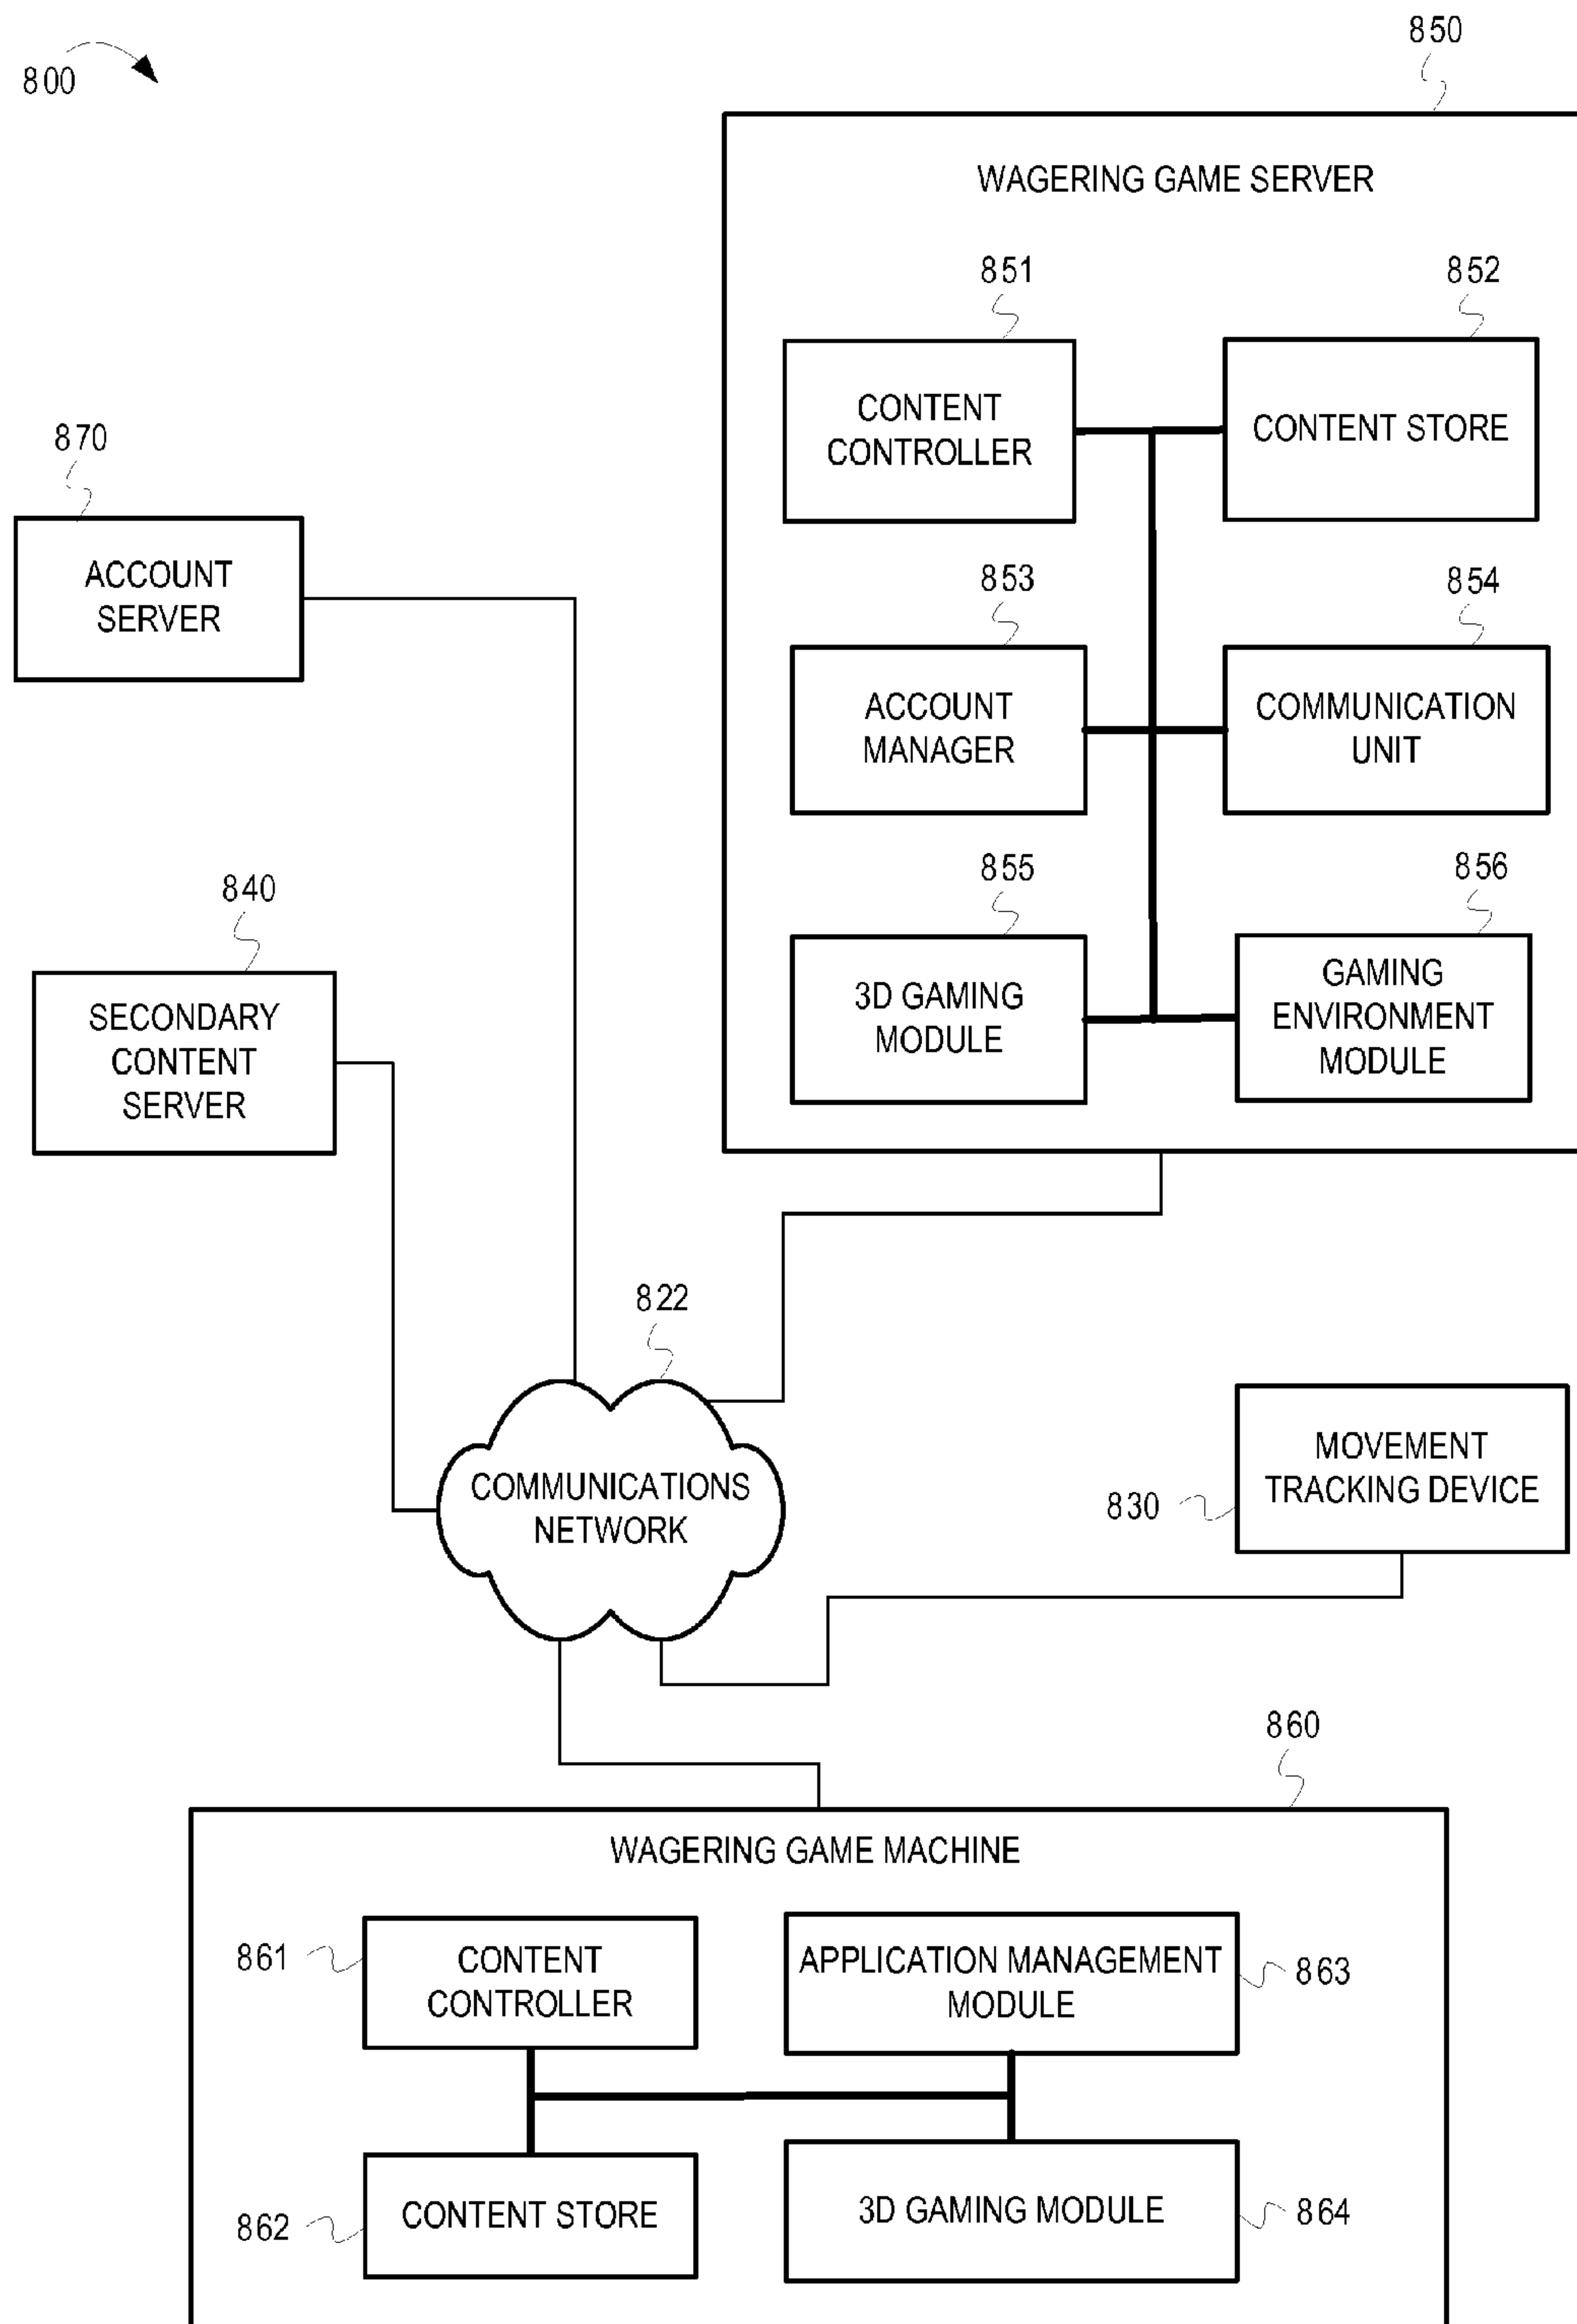 800
850
WAGERING GAME SERVER
851
852
CONTENT
CONTROLLER
CONTENT STORE
853
854
ACCOUNT
MANAGER
COMMUNICATION
UNIT
855
856
3D GAMING
MODULE
GAMING
ENVIRONMENT
MODULE
870
ACCOUNT
SERVER
840
SECONDARY
CONTENT
SERVER
822
COMMUNICATIONS
NETWORK
830
MOVEMENT
TRACKING DEVICE
860
WAGERING GAME MACHINE
861
CONTENT
CONTROLLER
APPLICATION MANAGEMENT
MODULE
863
862
CONTENT STORE
3D GAMING MODULE
864